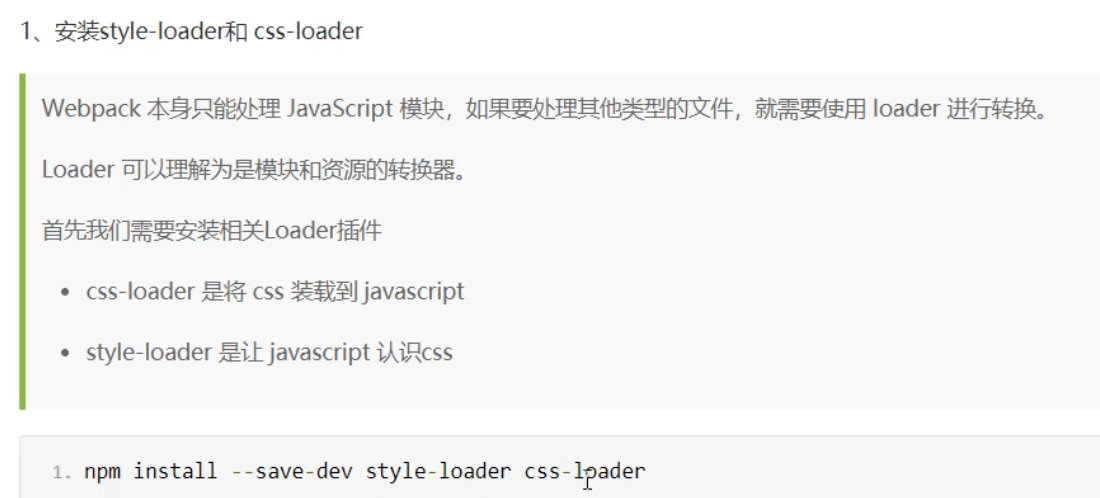 1、安装style-loader和 css-loader
Webpack 本身只能处理 JavaScript 模块，如果要处理其他类型的文件，就需要使用 loader 进行转换。
Loader 可以理解为是模块和资源的转换器。
首先我们需要安装相关Loader插件
• css-loader 是将 css 装载到 javascript
• style-loader 是让 javascript 认识css
1. npm install --save-dev style-loader css-loader